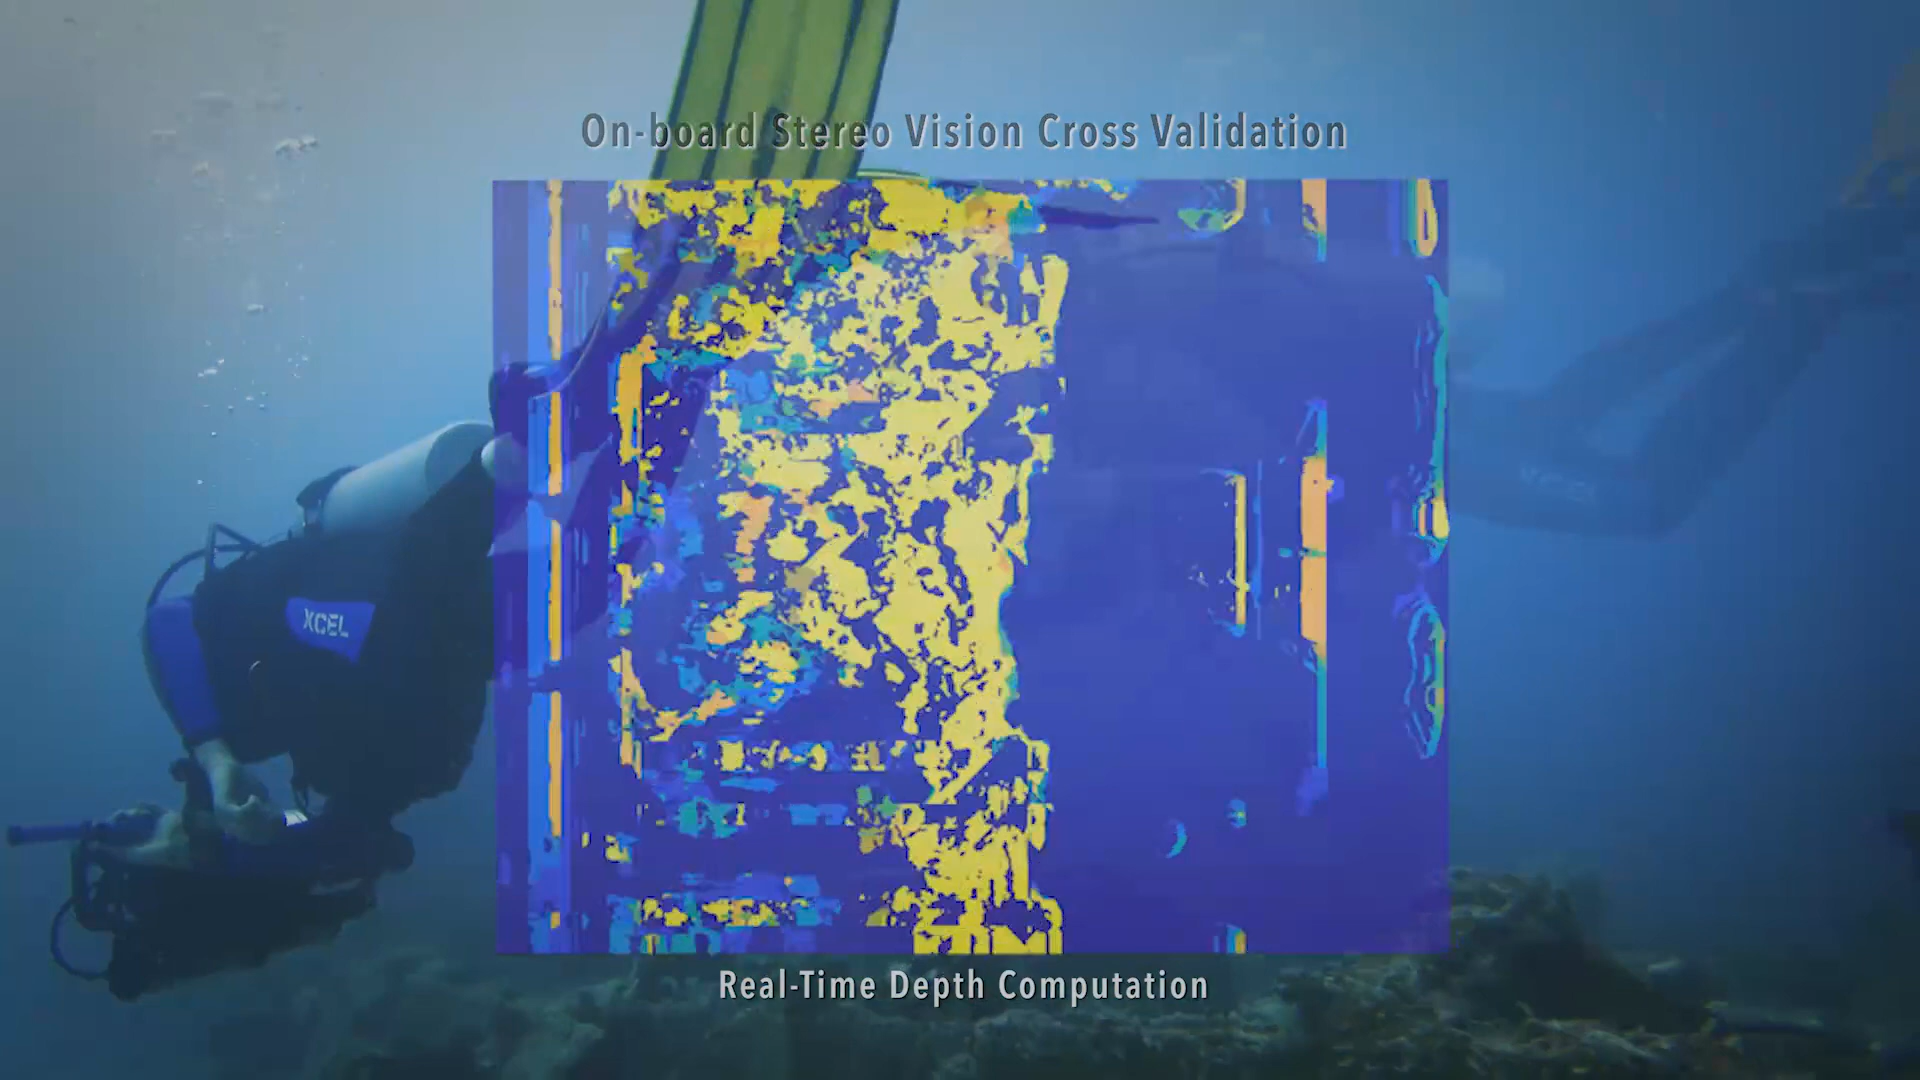 On-board Stereo Vision Cross Validation
XCEL
Real-Time Depth Computation